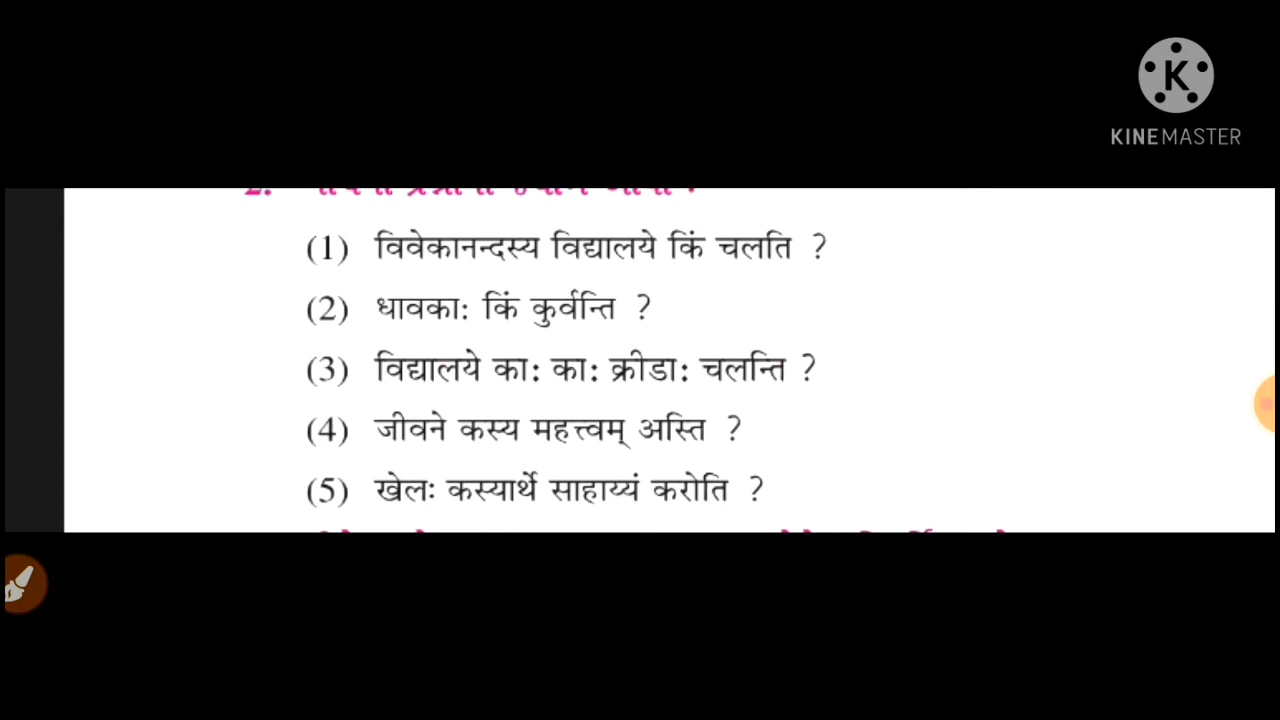 KINEMASTER
2.
(1) विवेकानन्दस्य विद्यालये किं चलति ?
(2) धावकाः किं कुर्वन्ति ?
(3) विद्यालये काः काः क्रीडाः चलन्ति ?
(4) जीवने कस्य महत्त्वम् अस्ति ?
(5) खेलः कस्यार्थे साहाय्यं करोति ?